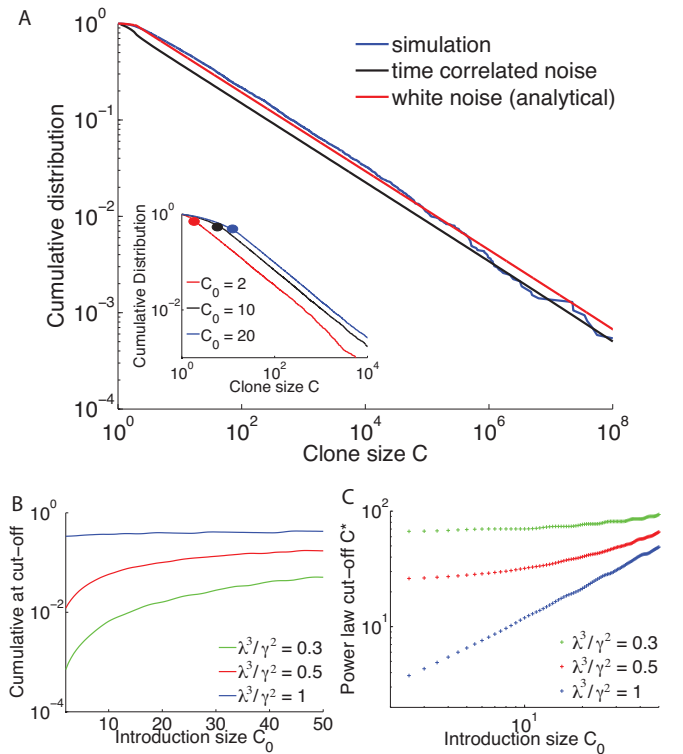 A
10^0
10^-1
10^-2
10^-3
10^-4
Cumulative distribution
simulation
time correlated noise
white noise (analytical)
10^0
10^-2
Cumulative Distribution
C_0 = 2
C_0 = 10
C_0 = 20
10^0 10^2 10^4
Clone size C
10^0 10^2 10^4 10^6 10^8
Clone size C
B
10^0
10^-2
10^-4
Cumulative at cut-off
λ^3/γ^2 = 0.3
λ^3/γ^2 = 0.5
λ^3/γ^2 = 1
10 20 30 40 50
Introduction size C_0
C
10^2
10^1
Power law cut-off C*
λ^3/γ^2 = 0.3
λ^3/γ^2 = 0.5
λ^3/γ^2 = 1
10^1
Introduction size C_0